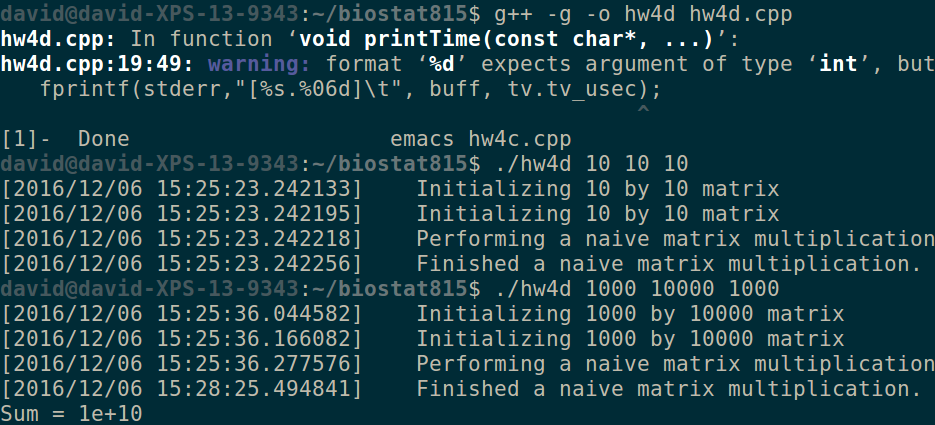 david@david-XPS-13-9343:~/biostat815$ g++ -g -o hw4d hw4d.cpp
hw4d.cpp: In function ‘void printTime(const char*, ...)’:
hw4d.cpp:19:49: warning: format ‘%d’ expects argument of type ‘int’, but
fprintf(stderr,"[%s.%06d]\t", buff, tv.tv_usec);
^
[1]-  Done                    emacs hw4c.cpp
david@david-XPS-13-9343:~/biostat815$ ./hw4d 10 10 10
[2016/12/06 15:25:23.242133]    Initializing 10 by 10 matrix
[2016/12/06 15:25:23.242195]    Initializing 10 by 10 matrix
[2016/12/06 15:25:23.242218]    Performing a naive matrix multiplication
[2016/12/06 15:25:23.242256]    Finished a naive matrix multiplication.
david@david-XPS-13-9343:~/biostat815$ ./hw4d 1000 10000 1000
[2016/12/06 15:25:36.044582]    Initializing 1000 by 10000 matrix
[2016/12/06 15:25:36.166082]    Initializing 1000 by 10000 matrix
[2016/12/06 15:25:36.277576]    Performing a naive matrix multiplication
[2016/12/06 15:28:25.494841]    Finished a naive matrix multiplication.
Sum = 1e+10